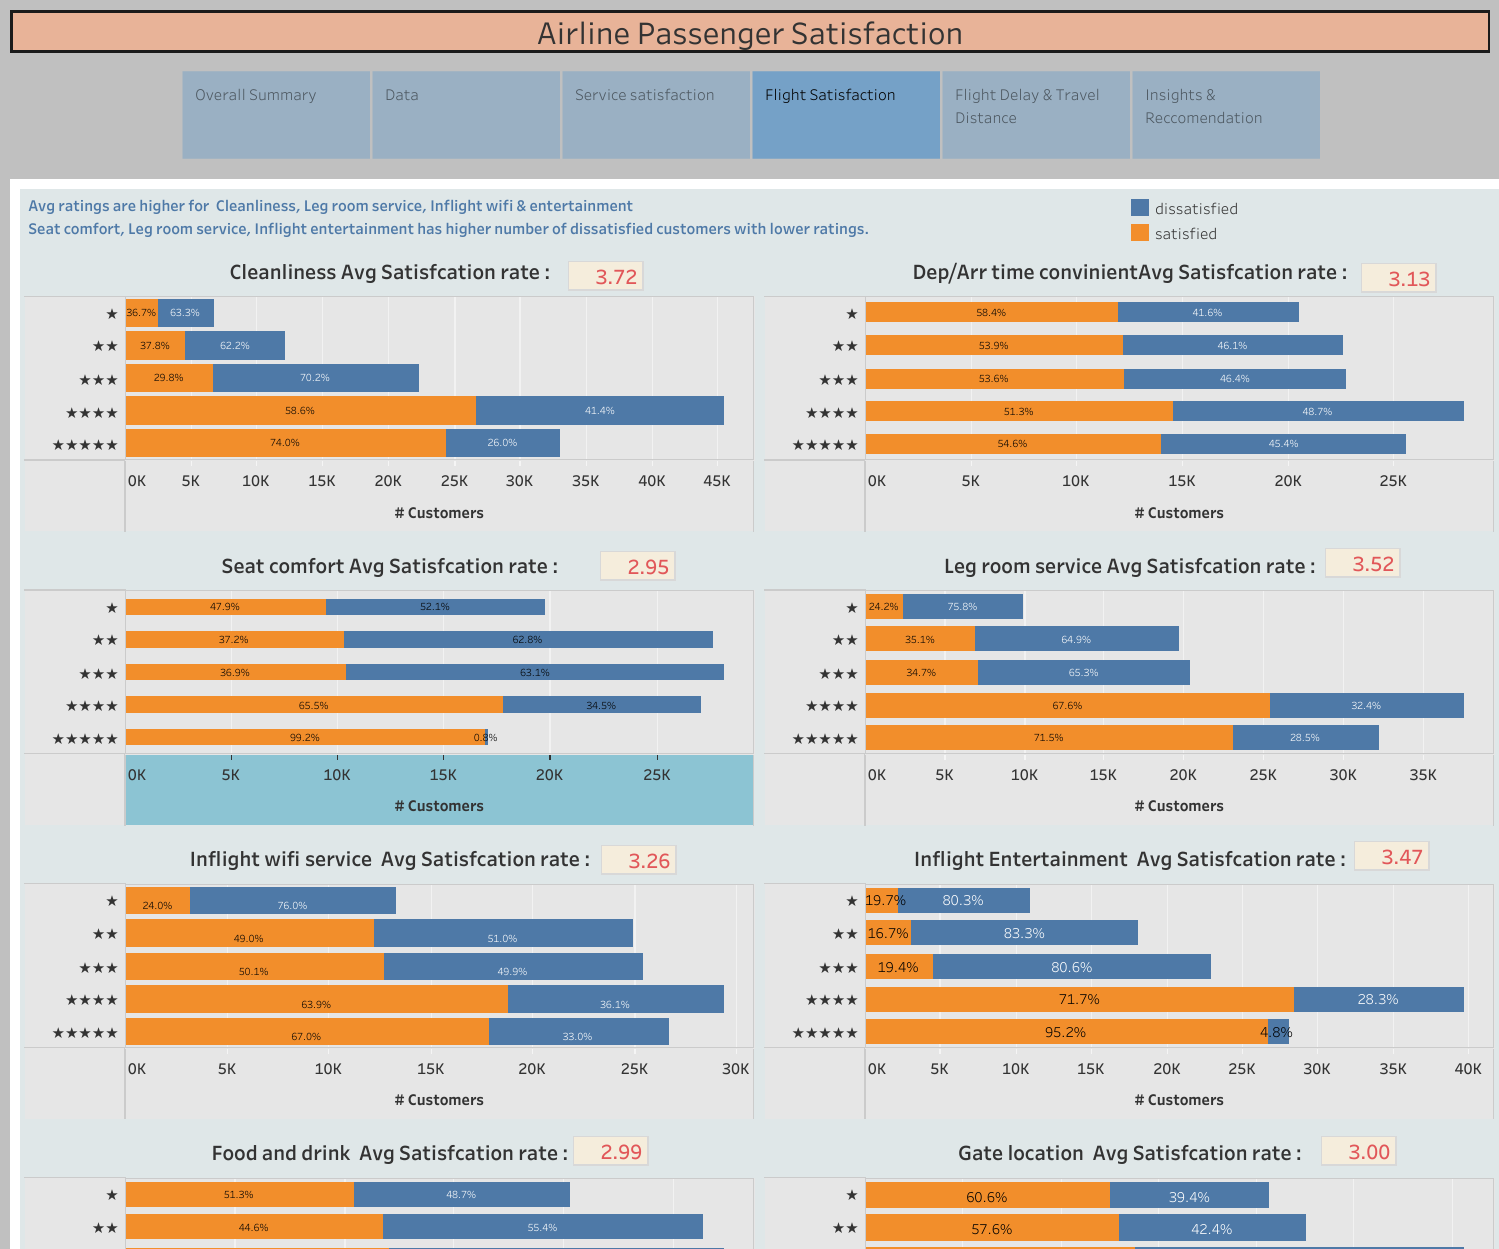 Airline Passenger Satisfaction
Overall Summary
Data
Service satisfaction
Flight Satisfaction
Flight Delay & Travel
Distance
Insights &
Reccomendation
Avg ratings are higher for Cleanliness, Leg room service, Inflight wifi & entertainment
Seat comfort, Leg room service, Inflight entertainment has higher number of dissatisfied customers with lower ratings.
dissatisfied
satisfied
Cleanliness Avg Satisfcation rate : 3.72
★ 36.7% 63.3%
★★ 37.8% 62.2%
★★★ 29.8% 70.2%
★★★★ 58.6% 41.4%
★★★★★ 74.0% 26.0%
0K 5K 10K 15K 20K 25K 30K 35K 40K 45K
# Customers
Dep/Arr time convinientAvg Satisfcation rate : 3.13
★ 58.4% 41.6%
★★ 53.9% 46.1%
★★★ 53.6% 46.4%
★★★★ 51.3% 48.7%
★★★★★ 54.6% 45.4%
0K 5K 10K 15K 20K 25K
# Customers
Seat comfort Avg Satisfcation rate : 2.95
★ 47.9% 52.1%
★★ 37.2% 62.8%
★★★ 36.9% 63.1%
★★★★ 65.5% 34.5%
★★★★★ 99.2% 0.8%
0K 5K 10K 15K 20K 25K
# Customers
Leg room service Avg Satisfcation rate : 3.52
★ 24.2% 75.8%
★★ 35.1% 64.9%
★★★ 34.7% 65.3%
★★★★ 67.6% 32.4%
★★★★★ 71.5% 28.5%
0K 5K 10K 15K 20K 25K 30K 35K
# Customers
Inflight wifi service Avg Satisfcation rate : 3.26
★ 24.0% 76.0%
★★ 49.0% 51.0%
★★★ 50.1% 49.9%
★★★★ 63.9% 36.1%
★★★★★ 67.0% 33.0%
0K 5K 10K 15K 20K 25K 30K
# Customers
Inflight Entertainment Avg Satisfcation rate : 3.47
★ 19.7% 80.3%
★★ 16.7% 83.3%
★★★ 19.4% 80.6%
★★★★ 71.7% 28.3%
★★★★★ 95.2% 4.8%
0K 5K 10K 15K 20K 25K 30K 35K 40K
# Customers
Food and drink Avg Satisfcation rate : 2.99
★ 51.3% 48.7%
★★ 44.6% 55.4%
Gate location Avg Satisfcation rate : 3.00
★ 60.6% 39.4%
★★ 57.6% 42.4%